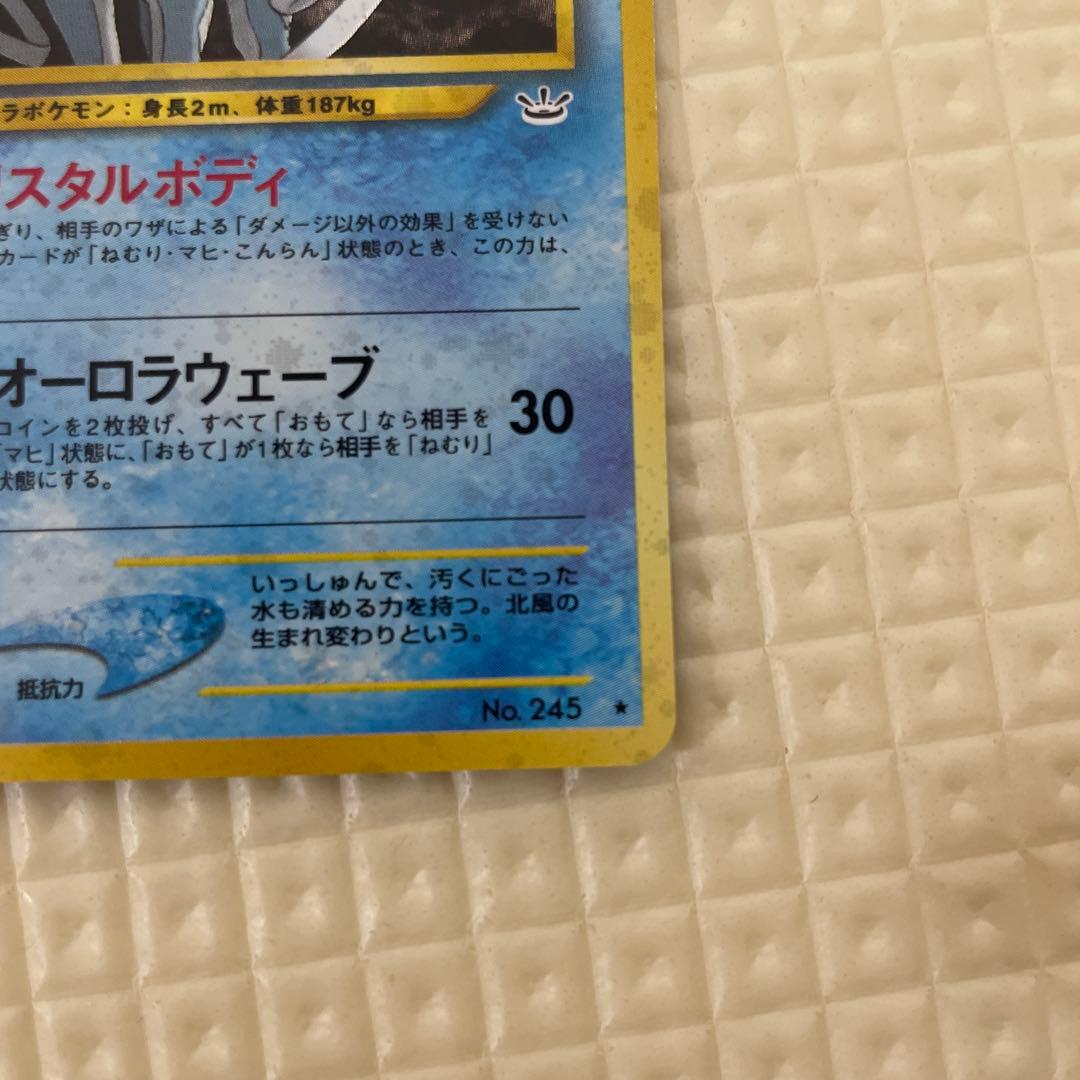 ラポケモン：身長2m、体重187kg
リスタルボディ
ぎり、相手のワザによる「ダメージ以外の効果」を受けない
カードが「ねむり・マヒ・こんらん」状態のとき、この力は、
オーロラウェーブ
30
コインを2枚投げ、すべて「おもて」なら相手を
「マヒ」状態に、「おもて」が1枚なら相手を「ねむり」
状態にする。
いっしゅんで、汚くにごった
水も清める力を持つ。北風の
生まれ変わりという。
抵抗力
No. 245 ★